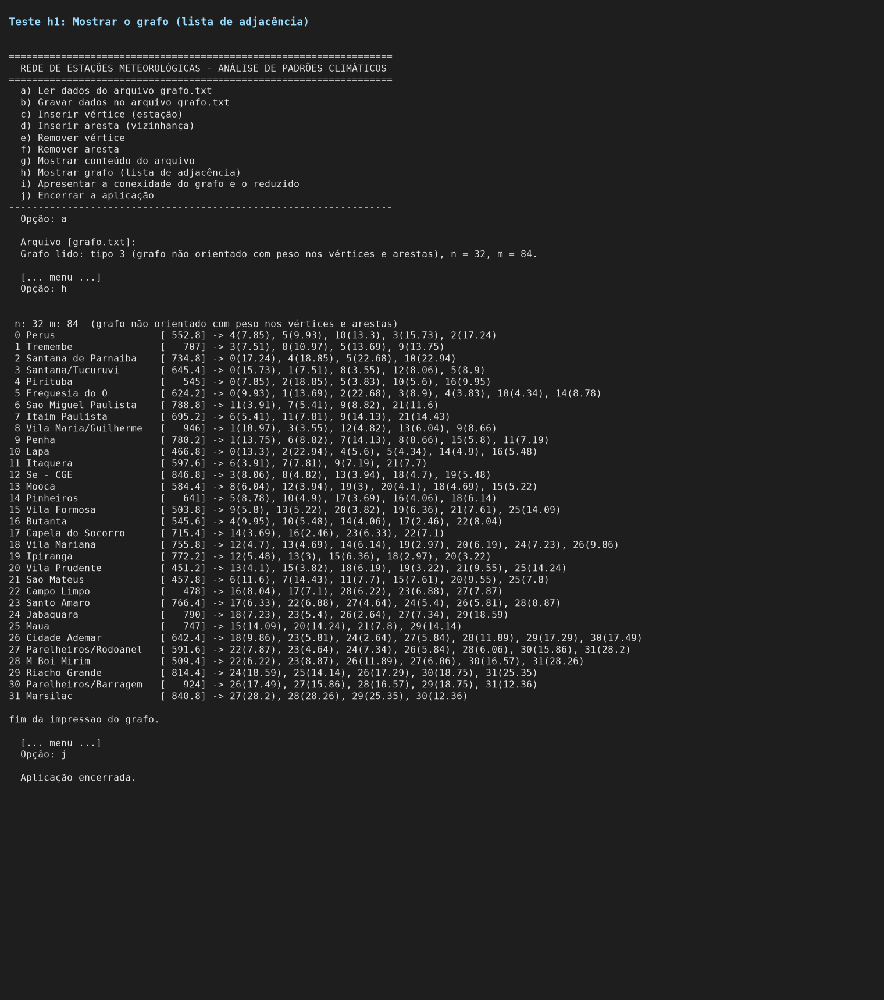 Teste h1: Mostrar o grafo (lista de adjacência)
==================================================================
REDE DE ESTAÇÕES METEOROLÓGICAS - ANÁLISE DE PADRÕES CLIMÁTICOS
==================================================================
a) Ler dados do arquivo grafo.txt
b) Gravar dados no arquivo grafo.txt
c) Inserir vértice (estação)
d) Inserir aresta (vizinhança)
e) Remover vértice
f) Remover aresta
g) Mostrar conteúdo do arquivo
h) Mostrar grafo (lista de adjacência)
i) Apresentar a conexidade do grafo e o reduzido
j) Encerrar a aplicação
------------------------------------------------------------------
Opção: a
Arquivo [grafo.txt]:
Grafo lido: tipo 3 (grafo não orientado com peso nos vértices e arestas), n = 32, m = 84.
[... menu ...]
Opção: h
n: 32 m: 84  (grafo não orientado com peso nos vértices e arestas)
 0 Perus                  [ 552.8] -> 4(7.85), 5(9.93), 10(13.3), 3(15.73), 2(17.24)
 1 Tremembe               [   707] -> 3(7.51), 8(10.97), 5(13.69), 9(13.75)
 2 Santana de Parnaiba    [ 734.8] -> 0(17.24), 4(18.85), 5(22.68), 10(22.94)
 3 Santana/Tucuruvi       [ 645.4] -> 0(15.73), 1(7.51), 8(3.55), 12(8.06), 5(8.9)
 4 Pirituba               [   545] -> 0(7.85), 2(18.85), 5(3.83), 10(5.6), 16(9.95)
 5 Freguesia do O         [ 624.2] -> 0(9.93), 1(13.69), 2(22.68), 3(8.9), 4(3.83), 10(4.34), 14(8.78)
 6 Sao Miguel Paulista    [ 788.8] -> 11(3.91), 7(5.41), 9(8.82), 21(11.6)
 7 Itaim Paulista         [ 695.2] -> 6(5.41), 11(7.81), 9(14.13), 21(14.43)
 8 Vila Maria/Guilherme   [   946] -> 1(10.97), 3(3.55), 12(4.82), 13(6.04), 9(8.66)
 9 Penha                  [ 780.2] -> 1(13.75), 6(8.82), 7(14.13), 8(8.66), 15(5.8), 11(7.19)
10 Lapa                   [ 466.8] -> 0(13.3), 2(22.94), 4(5.6), 5(4.34), 14(4.9), 16(5.48)
11 Itaquera               [ 597.6] -> 6(3.91), 7(7.81), 9(7.19), 21(7.7)
12 Se - CGE               [ 846.8] -> 3(8.06), 8(4.82), 13(3.94), 18(4.7), 19(5.48)
13 Mooca                  [ 584.4] -> 8(6.04), 12(3.94), 19(3), 20(4.1), 18(4.69), 15(5.22)
14 Pinheiros              [   641] -> 5(8.78), 10(4.9), 17(3.69), 16(4.06), 18(6.14)
15 Vila Formosa           [ 503.8] -> 9(5.8), 13(5.22), 20(3.82), 19(6.36), 21(7.61), 25(14.09)
16 Butanta                [ 545.6] -> 4(9.95), 10(5.48), 14(4.06), 17(2.46), 22(8.04)
17 Capela do Socorro      [ 715.4] -> 14(3.69), 16(2.46), 23(6.33), 22(7.1)
18 Vila Mariana           [ 755.8] -> 12(4.7), 13(4.69), 14(6.14), 19(2.97), 20(6.19), 24(7.23), 26(9.86)
19 Ipiranga               [ 772.2] -> 12(5.48), 13(3), 15(6.36), 18(2.97), 20(3.22)
20 Vila Prudente          [ 451.2] -> 13(4.1), 15(3.82), 18(6.19), 19(3.22), 21(9.55), 25(14.24)
21 Sao Mateus             [ 457.8] -> 6(11.6), 7(14.43), 11(7.7), 15(7.61), 20(9.55), 25(7.8)
22 Campo Limpo            [   478] -> 16(8.04), 17(7.1), 28(6.22), 23(6.88), 27(7.87)
23 Santo Amaro            [ 766.4] -> 17(6.33), 22(6.88), 27(4.64), 24(5.4), 26(5.81), 28(8.87)
24 Jabaquara              [   790] -> 18(7.23), 23(5.4), 26(2.64), 27(7.34), 29(18.59)
25 Maua                   [   747] -> 15(14.09), 20(14.24), 21(7.8), 29(14.14)
26 Cidade Ademar          [ 642.4] -> 18(9.86), 23(5.81), 24(2.64), 27(5.84), 28(11.89), 29(17.29), 30(17.49)
27 Parelheiros/Rodoanel   [ 591.6] -> 22(7.87), 23(4.64), 24(7.34), 26(5.84), 28(6.06), 30(15.86), 31(28.2)
28 M Boi Mirim            [ 509.4] -> 22(6.22), 23(8.87), 26(11.89), 27(6.06), 30(16.57), 31(28.26)
29 Riacho Grande          [ 814.4] -> 24(18.59), 25(14.14), 26(17.29), 30(18.75), 31(25.35)
30 Parelheiros/Barragem   [   924] -> 26(17.49), 27(15.86), 28(16.57), 29(18.75), 31(12.36)
31 Marsilac               [ 840.8] -> 27(28.2), 28(28.26), 29(25.35), 30(12.36)
fim da impressao do grafo.
[... menu ...]
Opção: j
Aplicação encerrada.